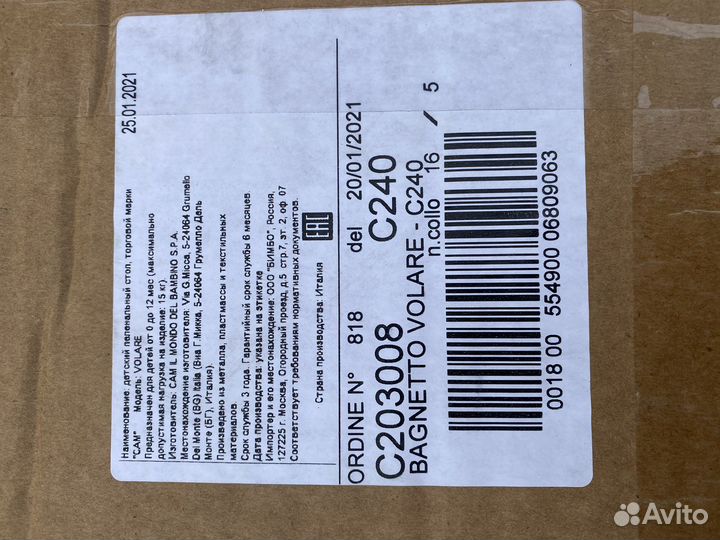 25.01.2021
Наименование: детский пеленальный стол, торговой марки
"CAM" Модель: VOLARE
Предназначен для детей от 0 до 12 мес (максимально
допустимая нагрузка на изделие: 15 кг).
Изготовитель: CAM IL MONDO DEL BAMBINO S.P.A.
Местонахождение изготовителя: Via G.Micca, 5-24064 Grumello
Del Monte (BG) Italia (Виа Г.Микка, 5-24064 Грумелло Дель
Монте (БГ), Италия).
Произведено из металла, пластмассы и текстильных
материалов.
Срок службы 3 года. Гарантийный срок службы 6 месяцев.
Дата производства: указана на этикетке
Импортер и его местонахождение: ООО "БИМБО", Россия,
127225 г. Москва, Огородный проезд, д.5 стр.7, эт. 2, оф. 07
Соответствует требованиям нормативных документов.
EAC
Страна производства: Италия
ORDINE N° 818 del 20/01/2021
C203008 C240
BAGNETTO VOLARE - C240
n.collo 16 / 5
0018 00 554900 06809063
Avito